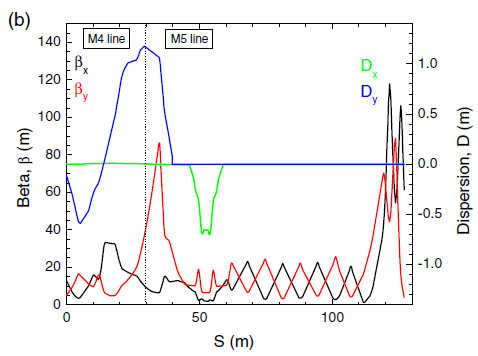 (b)
M4 line
M5 line
βx
βy
Dx
Dy
140
120
100
80
60
40
20
0
Beta, β (m)
1.0
0.5
0.0
-0.5
-1.0
Dispersion, D (m)
0
50
100
S (m)